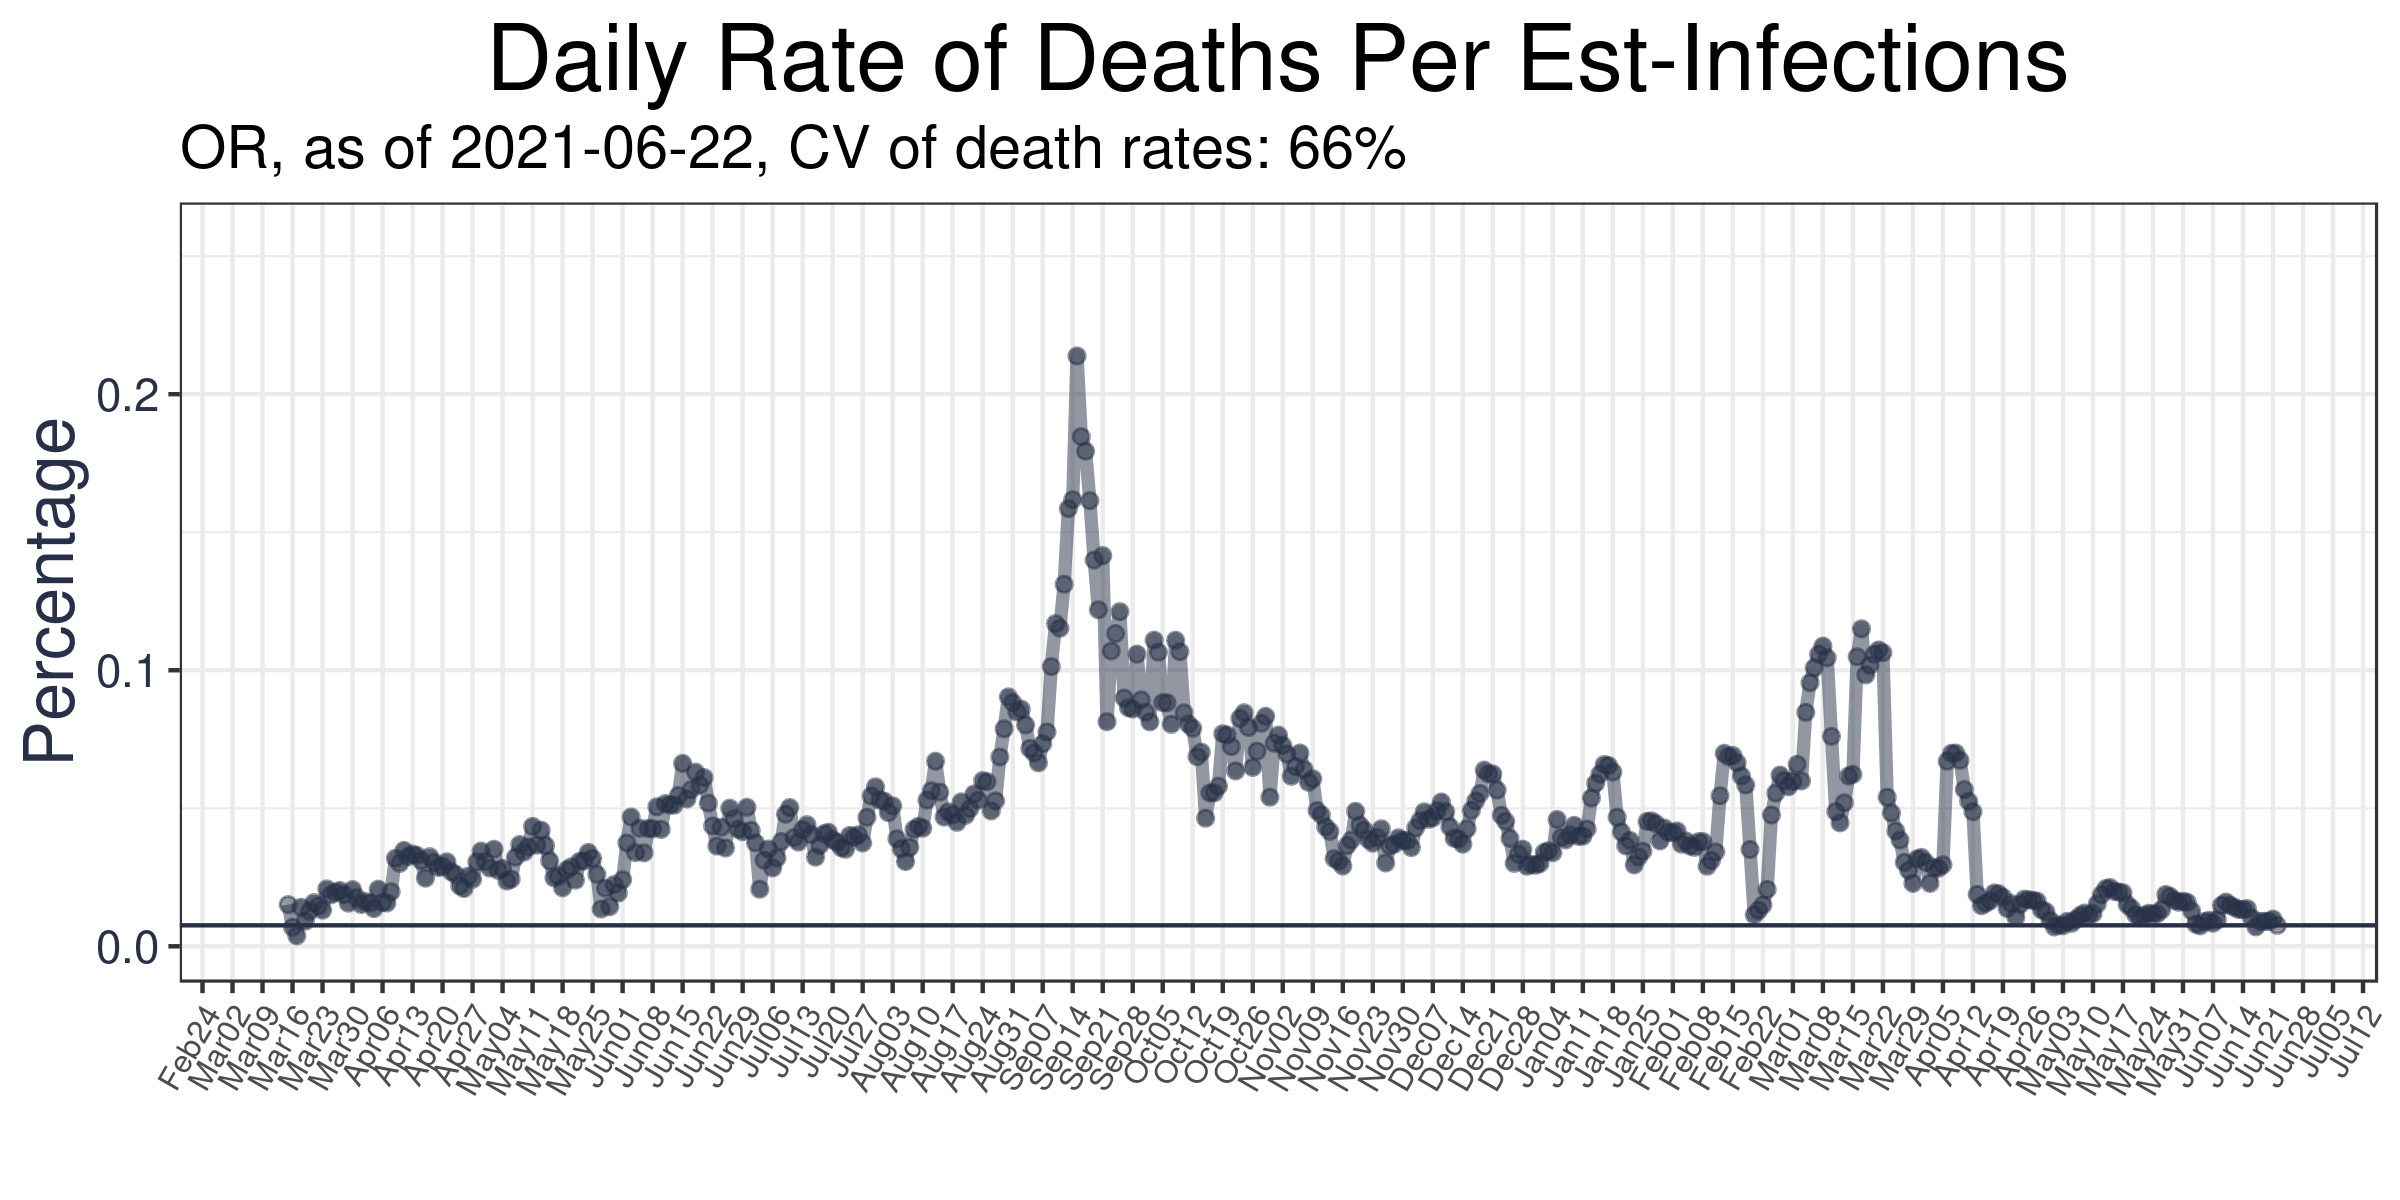 Daily Rate of Deaths Per Est-Infections
OR, as of 2021-06-22, CV of death rates: 66%
Percentage
0.2
0.1
0.0
Feb24
Mar02
Mar09
Mar16
Mar23
Mar30
Apr06
Apr13
Apr20
Apr27
May04
May11
May18
May25
Jun01
Jun08
Jun15
Jun22
Jun29
Jul06
Jul13
Jul20
Jul27
Aug03
Aug10
Aug17
Aug24
Aug31
Sep07
Sep14
Sep21
Sep28
Oct05
Oct12
Oct19
Oct26
Nov02
Nov09
Nov16
Nov23
Nov30
Dec07
Dec14
Dec21
Dec28
Jan04
Jan11
Jan18
Jan25
Feb01
Feb08
Feb15
Feb22
Mar01
Mar08
Mar15
Mar22
Mar29
Apr05
Apr12
Apr19
Apr26
May03
May10
May17
May24
May31
Jun07
Jun14
Jun21
Jun28
Jul05
Jul12